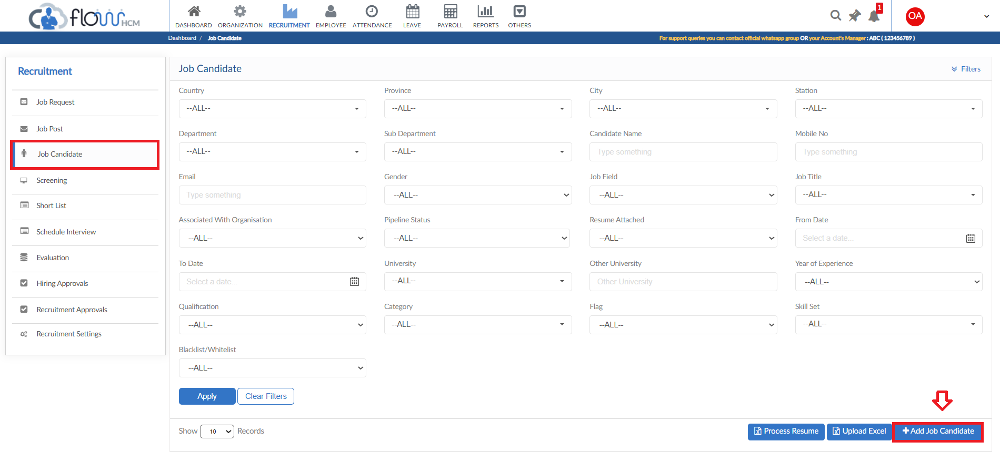 flow HCM
DASHBOARD ORGANIZATION RECRUITMENT EMPLOYEE ATTENDANCE LEAVE PAYROLL REPORTS OTHERS
1
OA
Dashboard / Job Candidate
For support queries you can contact official whatsapp group OR your Account's Manager : ABC ( 123456789 )
Recruitment
Job Request
Job Post
Job Candidate
Screening
Short List
Schedule Interview
Evaluation
Hiring Approvals
Recruitment Approvals
Recruitment Settings
Job Candidate
Filters
Country Province City Station
--ALL-- --ALL-- --ALL-- --ALL--
Department Sub Department Candidate Name Mobile No
--ALL-- --ALL-- Type something Type something
Email Gender Job Field Job Title
Type something --ALL-- --ALL-- --ALL--
Associated With Organisation Pipeline Status Resume Attached From Date
--ALL-- --ALL-- --ALL-- Select a date...
To Date University Other University Year of Experience
Select a date... --ALL-- Other University --ALL--
Qualification Category Flag Skill Set
--ALL-- --ALL-- --ALL-- --ALL--
Blacklist/Whitelist
--ALL--
Apply Clear Filters
Show 10 Records
Process Resume Upload Excel +Add Job Candidate